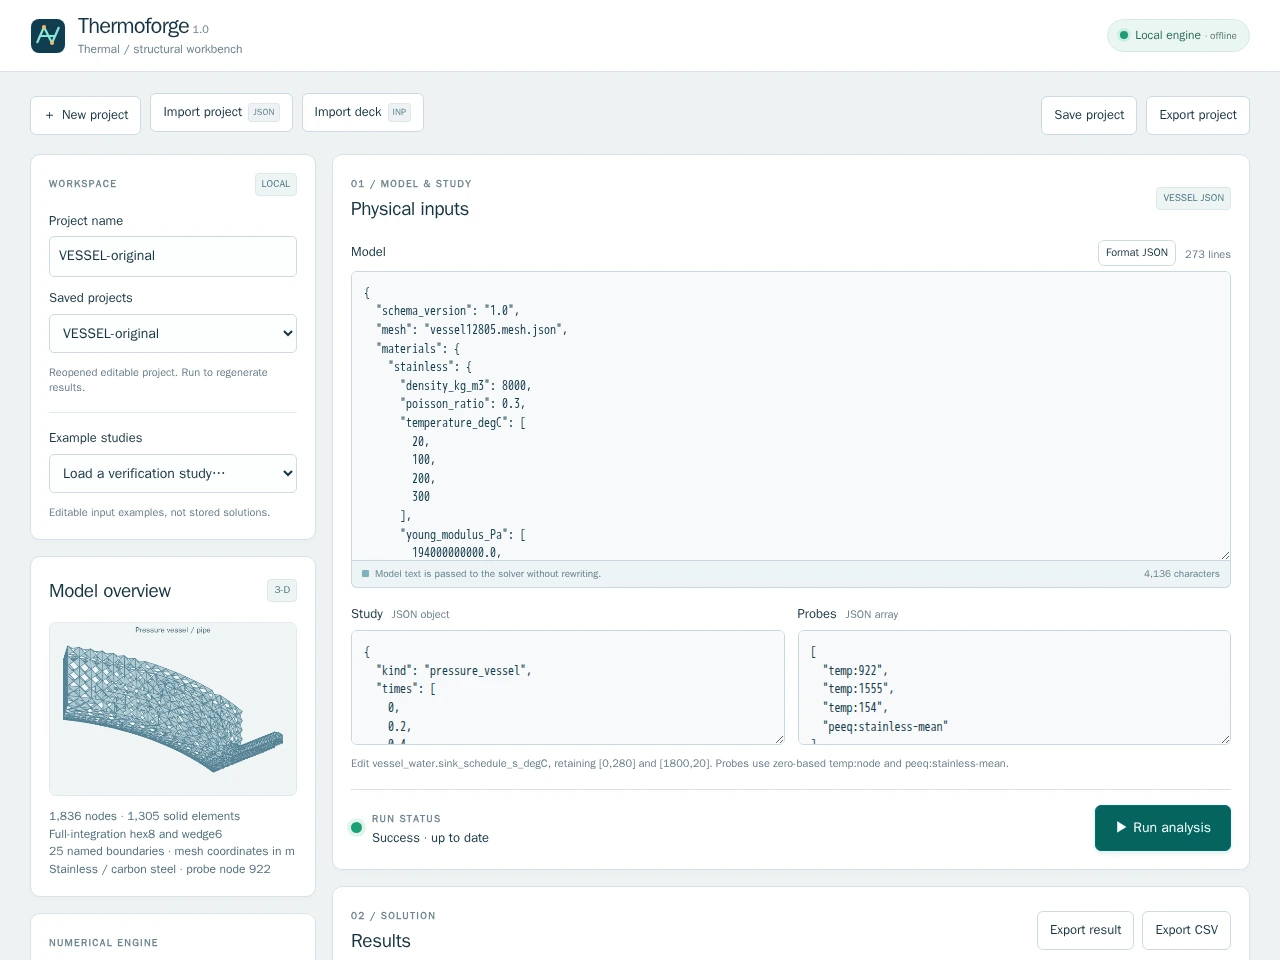 Thermoforge 1.0
Thermal / structural workbench
Local engine · offline
+ New project
Import project JSON
Import deck INP
Save project
Export project
WORKSPACE
LOCAL
Project name
VESSEL-original
Saved projects
VESSEL-original
Reopened editable project. Run to regenerate
results.
Example studies
Load a verification study···
Editable input examples, not stored solutions.
Model overview
3-D
Pressure vessel / pipe
1,836 nodes · 1,305 solid elements
Full-integration hex8 and wedge6
25 named boundaries · mesh coordinates in m
Stainless / carbon steel · probe node 922
NUMERICAL ENGINE
01 / MODEL & STUDY
Physical inputs
VESSEL JSON
Model
Format JSON
273 lines
{
"schema_version": "1.0",
"mesh": "vessel12805.mesh.json",
"materials": {
"stainless": {
"density_kg_m3": 8000,
"poisson_ratio": 0.3,
"temperature_degC": [
20,
100,
200,
300
],
"young_modulus_Pa": [
194000000000.0,
Model text is passed to the solver without rewriting.
4,136 characters
Study JSON object
{
"kind": "pressure_vessel",
"times": [
0,
0.2,
0.4
Probes JSON array
[
"temp:922",
"temp:1555",
"temp:154",
"peeq:stainless-mean"
]
Edit vessel_water.sink_schedule_s_degC, retaining [0,280] and [1800,20]. Probes use zero-based temp:node and peeq:stainless-mean.
RUN STATUS
Success · up to date
Run analysis
02 / SOLUTION
Results
Export result
Export CSV